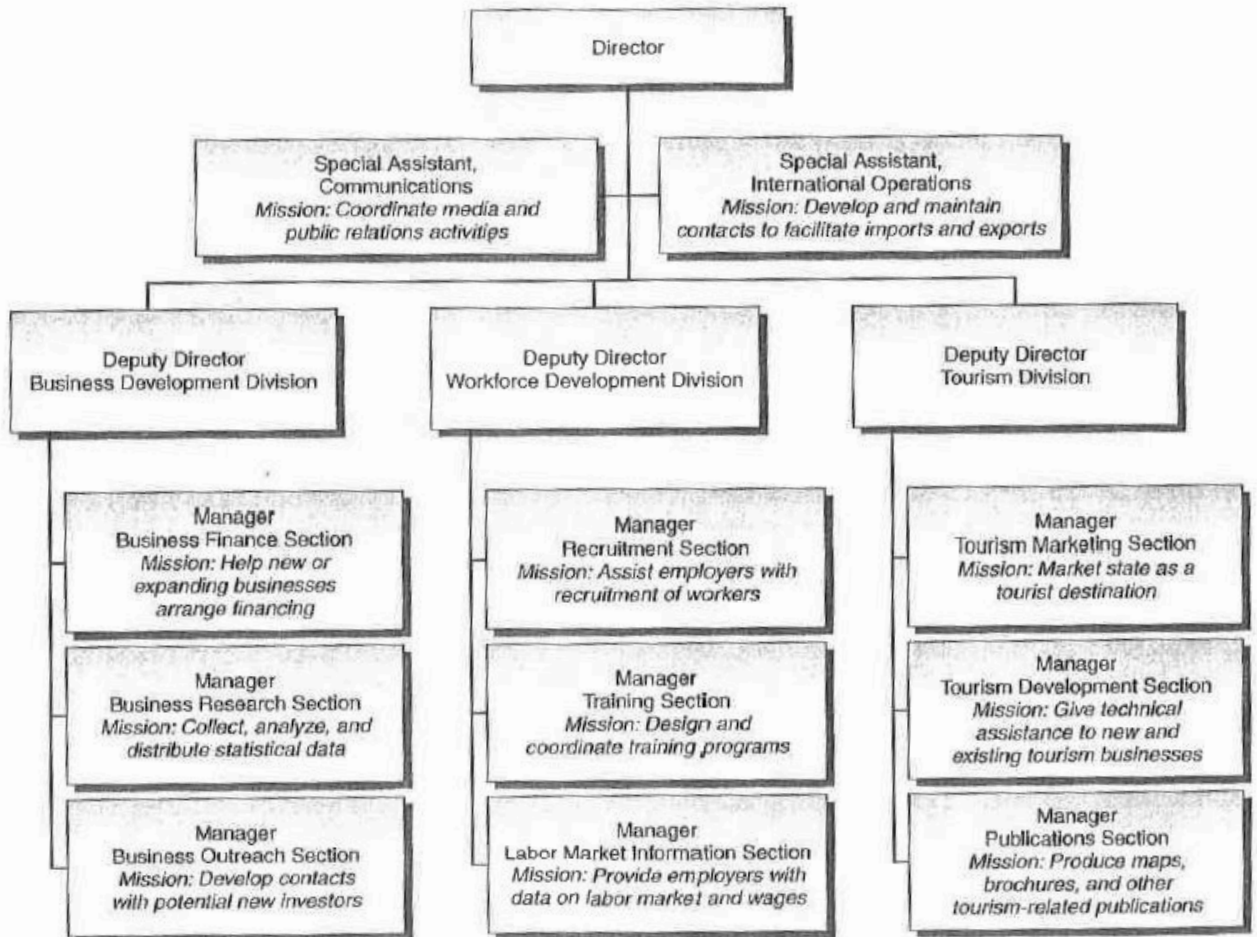 Director
Special Assistant,
Communications
Mission: Coordinate media and
public relations activities
Special Assistant,
International Operations
Mission: Develop and maintain
contacts to facilitate imports and exports
Deputy Director
Business Development Division
Deputy Director
Workforce Development Division
Deputy Director
Tourism Division
Manager
Business Finance Section
Mission: Help new or
expanding businesses
arrange financing
Manager
Business Research Section
Mission: Collect, analyze, and
distribute statistical data
Manager
Business Outreach Section
Mission: Develop contacts
with potential new investors
Manager
Recruitment Section
Mission: Assist employers with
recruitment of workers
Manager
Training Section
Mission: Design and
coordinate training programs
Manager
Labor Market Information Section
Mission: Provide employers with
data on labor market and wages
Manager
Tourism Marketing Section
Mission: Market state as a
tourist destination
Manager
Tourism Development Section
Mission: Give technical
assistance to new and
existing tourism businesses
Manager
Publications Section
Mission: Produce maps,
brochures, and other
tourism-related publications